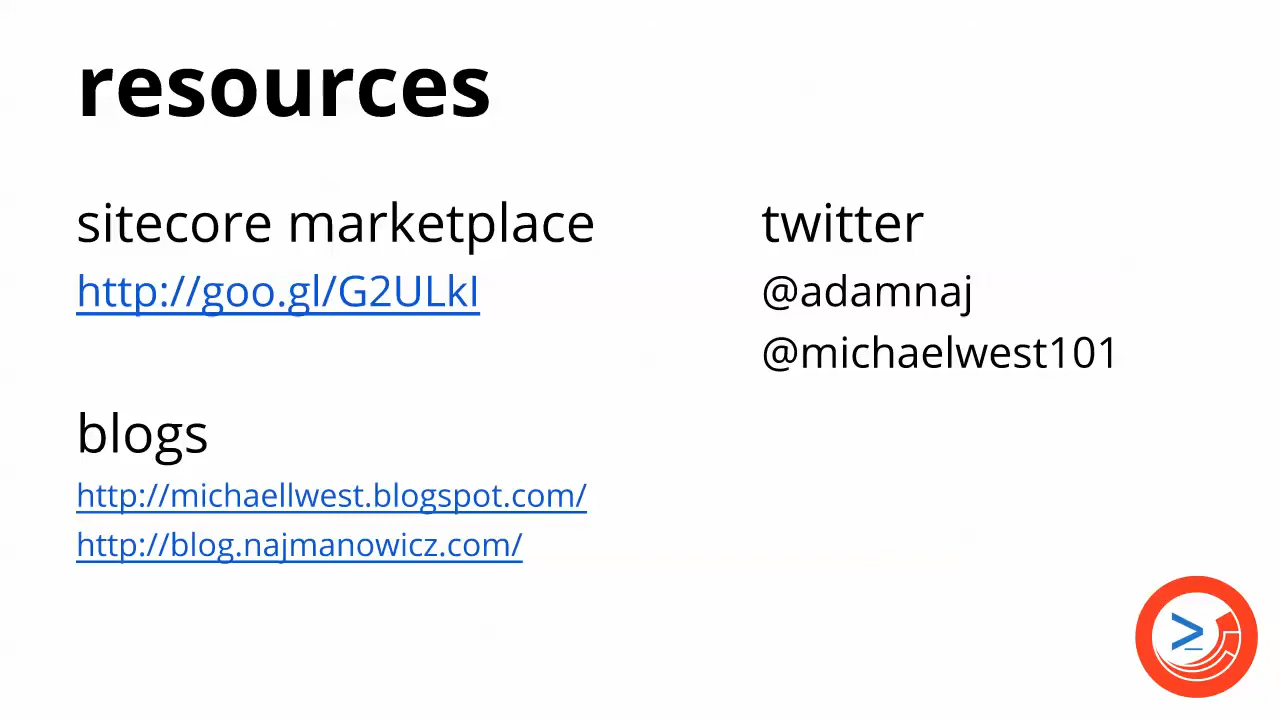 resources
sitecore marketplace
http://goo.gl/G2ULkI
blogs
http://michaellwest.blogspot.com/
http://blog.najmanowicz.com/
twitter
@adamnaj
@michaelwest101